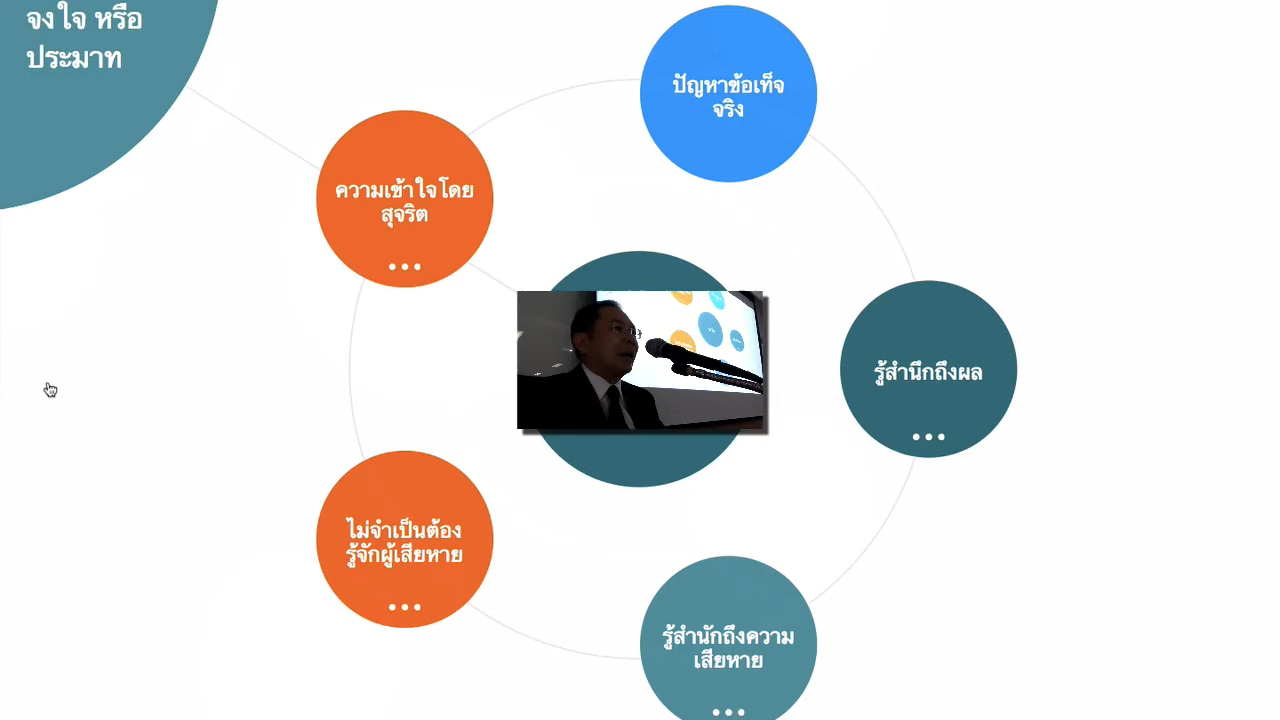 จงใจ หรือ
ประมาท
ปัญหาข้อเท็จ
จริง
ความเข้าใจโดย
สุจริต
รู้สำนึกถึงผล
ไม่จำเป็นต้อง
รู้จักผู้เสียหาย
รู้สำนักถึงความ
เสียหาย